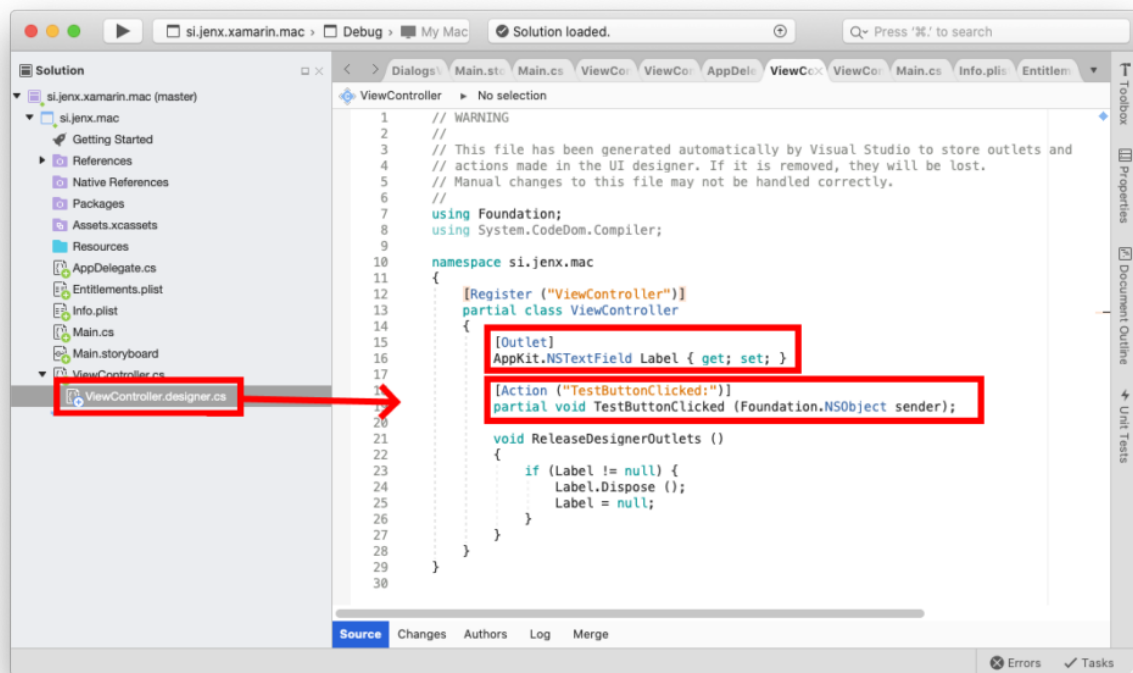 si.jenx.xamarin.mac › Debug › My Mac
Solution loaded.
Press '⌘.' to search
Solution
Dialogs Main.sto Main.cs ViewCor ViewCor AppDele ViewCo ViewCor Main.cs Info.plis Entitlem
ViewController ▸ No selection
si.jenx.xamarin.mac (master)
si.jenx.mac
Getting Started
References
Native References
Packages
Assets.xcassets
Resources
AppDelegate.cs
Entitlements.plist
Info.plist
Main.cs
Main.storyboard
ViewController.cs
ViewController.designer.cs
1 // WARNING
2 //
3 // This file has been generated automatically by Visual Studio to store outlets and
4 // actions made in the UI designer. If it is removed, they will be lost.
5 // Manual changes to this file may not be handled correctly.
6 //
7 using Foundation;
8 using System.CodeDom.Compiler;
9
10 namespace si.jenx.mac
11 {
12 [Register ("ViewController")]
13 partial class ViewController
14 {
15 [Outlet]
16 AppKit.NSTextField Label { get; set; }
17
[Action ("TestButtonClicked:")]
partial void TestButtonClicked (Foundation.NSObject sender);
20
21 void ReleaseDesignerOutlets ()
22 {
23 if (Label != null) {
24 Label.Dispose ();
25 Label = null;
26 }
27 }
28 }
29 }
30
Source Changes Authors Log Merge
Errors Tasks
Toolbox
Properties
Document Outline
Unit Tests